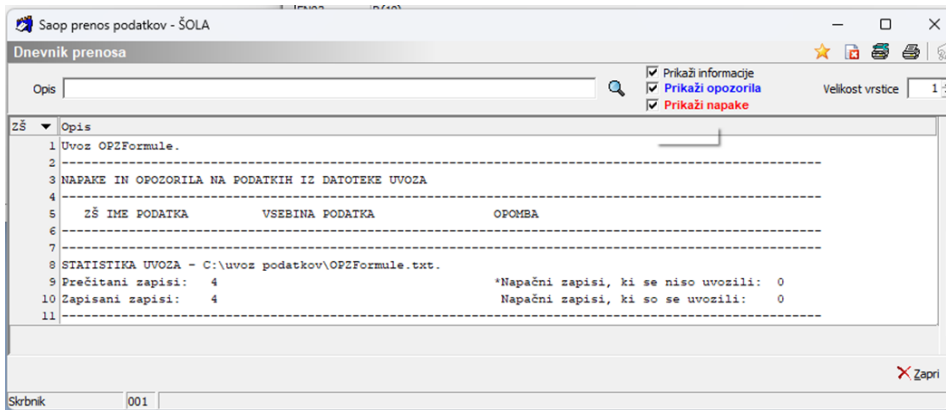 Saop prenos podatkov - ŠOLA
Dnevnik prenosa
Opis
Prikaži informacije
Prikaži opozorila
Prikaži napake
Velikost vrstice 1
ZŠ Opis
1 Uvoz OPZFormule.
2 --------------------------------------------------------------------------------------------------------
3 NAPAKE IN OPOZORILA NA PODATKIH IZ DATOTEKE UVOZA
4 --------------------------------------------------------------------------------------------------------
5 ZŠ IME PODATKA VSEBINA PODATKA OPOMBA
6 --------------------------------------------------------------------------------------------------------
7 --------------------------------------------------------------------------------------------------------
8 STATISTIKA UVOZA - C:\uvoz podatkov\OPZFormule.txt.
9 Prečitani zapisi: 4 *Napačni zapisi, ki se niso uvozili: 0
10 Zapisani zapisi: 4 Napačni zapisi, ki so se uvozili: 0
11 --------------------------------------------------------------------------------------------------------
Zapri
Skrbnik 001